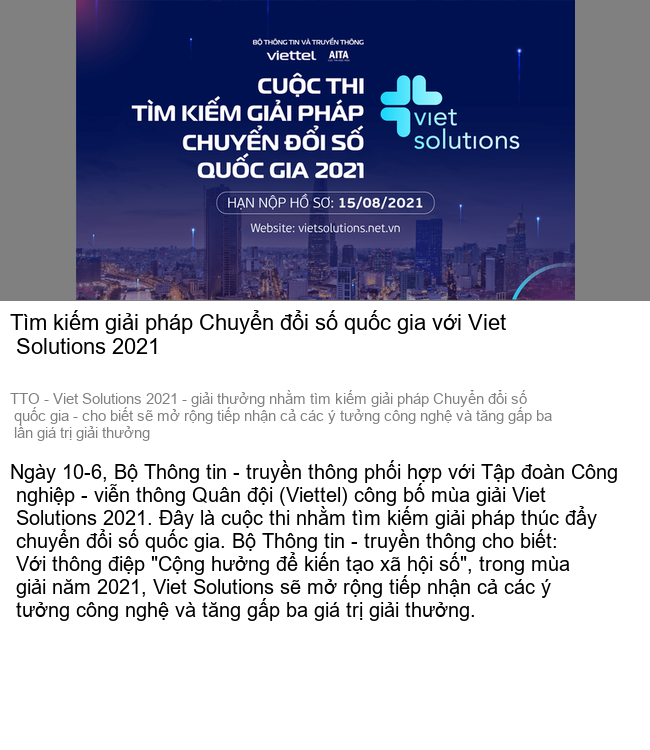 BỘ THÔNG TIN VÀ TRUYỀN THÔNG
viettel AITA
CUỘC THI
TÌM KIẾM GIẢI PHÁP
CHUYỂN ĐỔI SỐ
QUỐC GIA 2021
viet
solutions
HẠN NỘP HỒ SƠ: 15/08/2021
Website: vietsolutions.net.vn
Tìm kiếm giải pháp Chuyển đổi số quốc gia với Viet
Solutions 2021
TTO - Viet Solutions 2021 - giải thưởng nhằm tìm kiếm giải pháp Chuyển đổi số
quốc gia - cho biết sẽ mở rộng tiếp nhận cả các ý tưởng công nghệ và tăng gấp ba
lần giá trị giải thưởng
Ngày 10-6, Bộ Thông tin - truyền thông phối hợp với Tập đoàn Công
nghiệp - viễn thông Quân đội (Viettel) công bố mùa giải Viet
Solutions 2021. Đây là cuộc thi nhằm tìm kiếm giải pháp thúc đẩy
chuyển đổi số quốc gia. Bộ Thông tin - truyền thông cho biết:
Với thông điệp "Cộng hưởng để kiến tạo xã hội số", trong mùa
giải năm 2021, Viet Solutions sẽ mở rộng tiếp nhận cả các ý
tưởng công nghệ và tăng gấp ba giá trị giải thưởng.